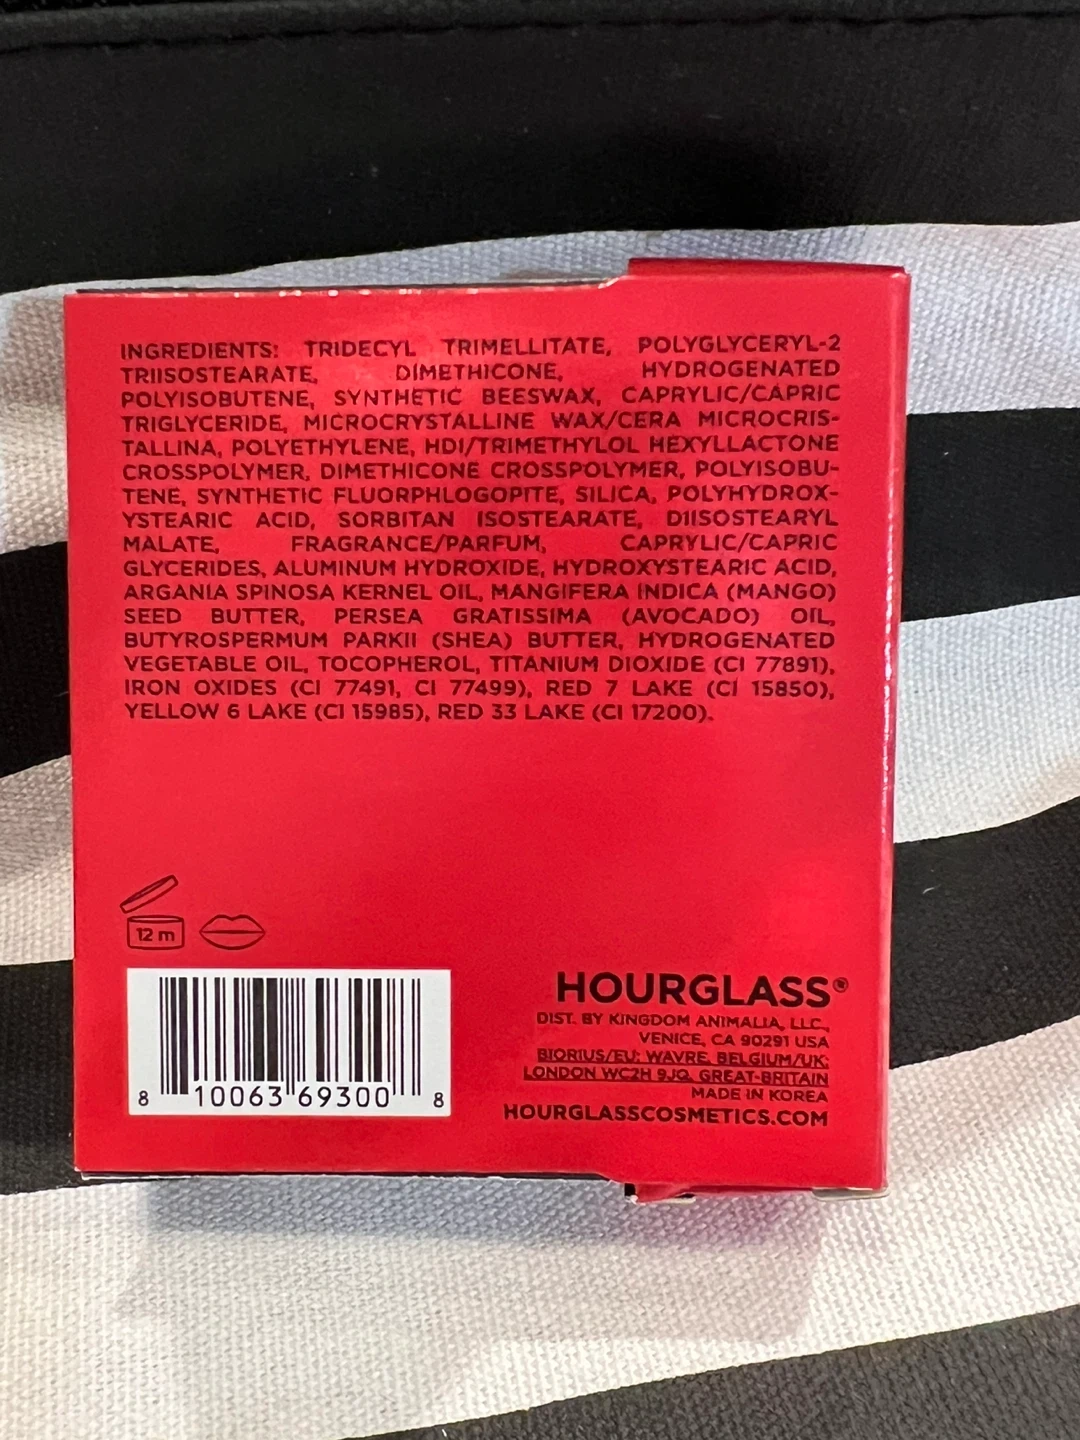 INGREDIENTS: TRIDECYL TRIMELLITATE, POLYGLYCERYL-2
TRIISOSTEARATE, DIMETHICONE, HYDROGENATED
POLYISOBUTENE, SYNTHETIC BEESWAX, CAPRYLIC/CAPRIC
TRIGLYCERIDE, MICROCRYSTALLINE WAX/CERA MICROCRIS-
TALLINA, POLYETHYLENE, HDI/TRIMETHYLOL HEXYLLACTONE
CROSSPOLYMER, DIMETHICONE CROSSPOLYMER, POLYISOBU-
TENE, SYNTHETIC FLUORPHLOGOPITE, SILICA, POLYHYDROX-
YSTEARIC ACID, SORBITAN ISOSTEARATE, DIISOSTEARYL
MALATE, FRAGRANCE/PARFUM, CAPRYLIC/CAPRIC
GLYCERIDES, ALUMINUM HYDROXIDE, HYDROXYSTEARIC ACID,
ARGANIA SPINOSA KERNEL OIL, MANGIFERA INDICA (MANGO)
SEED BUTTER, PERSEA GRATISSIMA (AVOCADO) OIL,
BUTYROSPERMUM PARKII (SHEA) BUTTER, HYDROGENATED
VEGETABLE OIL, TOCOPHEROL, TITANIUM DIOXIDE (CI 77891),
IRON OXIDES (CI 77491, CI 77499), RED 7 LAKE (CI 15850),
YELLOW 6 LAKE (CI 15985), RED 33 LAKE (CI 17200).
12 m
8 10063 69300 8
HOURGLASS®
DIST. BY KINGDOM ANIMALIA, LLC.,
VENICE, CA 90291 USA
BIORIUS/EU: WAVRE, BELGIUM/UK:
LONDON WC2H 9JQ, GREAT-BRITAIN
MADE IN KOREA
HOURGLASSCOSMETICS.COM